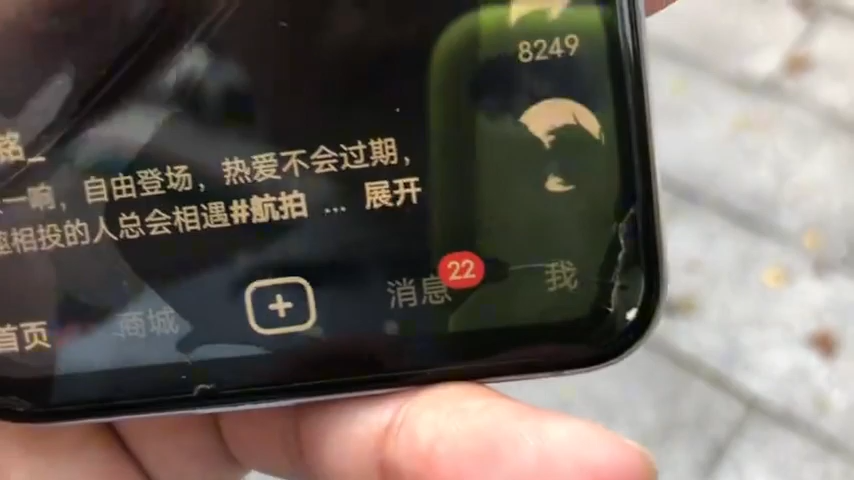 8249
铭_
一响，自由登场，热爱不会过期，
趣相投的人总会相遇#航拍 ... 展开
首页
商城
消息
22
我